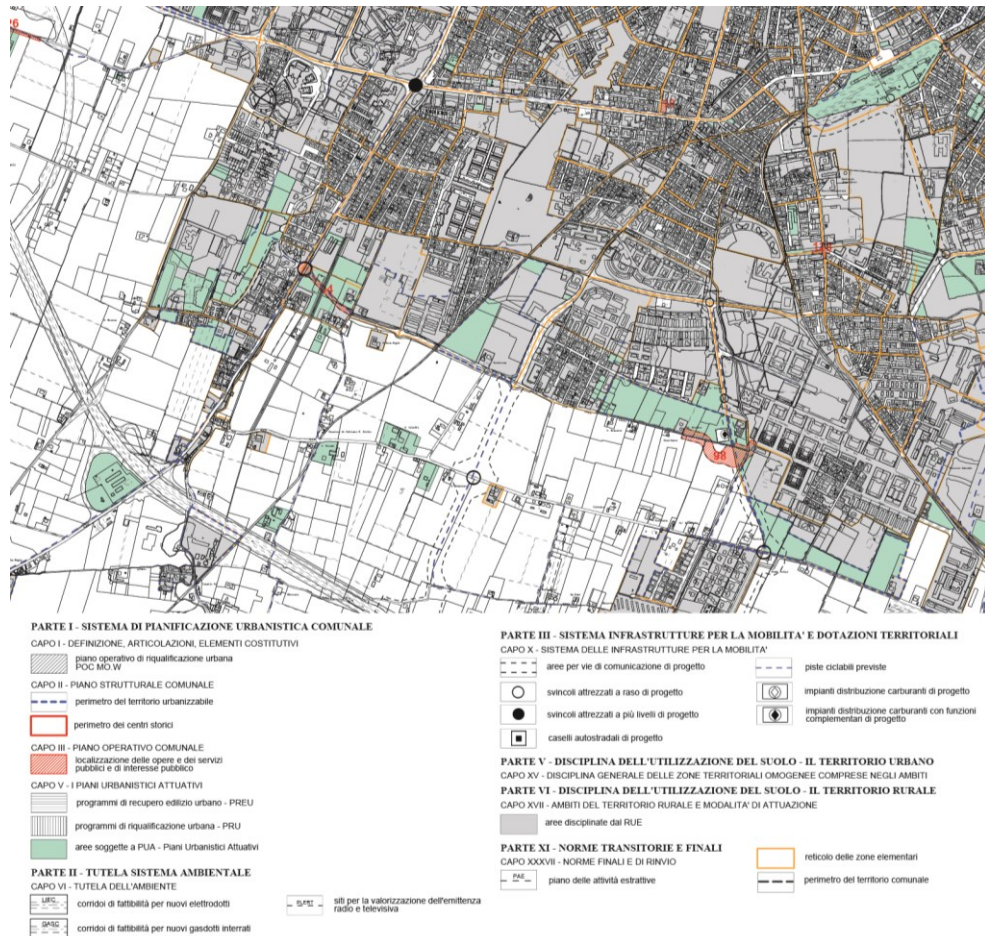 26
PARTE I - SISTEMA DI PIANIFICAZIONE URBANISTICA COMUNALE
CAPO I - DEFINIZIONE, ARTICOLAZIONI, ELEMENTI COSTITUTIVI
piano operativo di riqualificazione urbana
POC MO.W
CAPO II - PIANO STRUTTURALE COMUNALE
perimetro del territorio urbanizzabile
perimetro dei centri storici
CAPO III - PIANO OPERATIVO COMUNALE
localizzazione delle opere e dei servizi
pubblici e di interesse pubblico
CAPO V - I PIANI URBANISTICI ATTUATIVI
programmi di recupero edilizio urbano - PREU
programmi di riqualificazione urbana - PRU
aree soggette a PUA - Piani Urbanistici Attuativi
PARTE II - TUTELA SISTEMA AMBIENTALE
CAPO VI - TUTELA DELL'AMBIENTE
corridoi di fattibilità per nuovi elettrodotti
GASC corridoi di fattibilità per nuovi gasdotti interrati
PLERT siti per la valorizzazione dell'emittenza
radio e televisiva
PARTE III - SISTEMA INFRASTRUTTURE PER LA MOBILITA' E DOTAZIONI TERRITORIALI
CAPO X - SISTEMA DELLE INFRASTRUTTURE PER LA MOBILITA'
aree per vie di comunicazione di progetto
svincoli attrezzati a raso di progetto
svincoli attrezzati a più livelli di progetto
caselli autostradali di progetto
piste ciclabili previste
impianti distribuzione carburanti di progetto
impianti distribuzione carburanti con funzioni
complementari di progetto
PARTE V - DISCIPLINA DELL'UTILIZZAZIONE DEL SUOLO - IL TERRITORIO URBANO
CAPO XV - DISCIPLINA GENERALE DELLE ZONE TERRITORIALI OMOGENEE COMPRESE NEGLI AMBITI
PARTE VI - DISCIPLINA DELL'UTILIZZAZIONE DEL SUOLO - IL TERRITORIO RURALE
CAPO XVII - AMBITI DEL TERRITORIO RURALE E MODALITA' DI ATTUAZIONE
aree disciplinate dal RUE
PARTE XI - NORME TRANSITORIE E FINALI
CAPO XXXVII - NORME FINALI E DI RINVIO
PAE piano delle attività estrattive
reticolo delle zone elementari
perimetro del territorio comunale